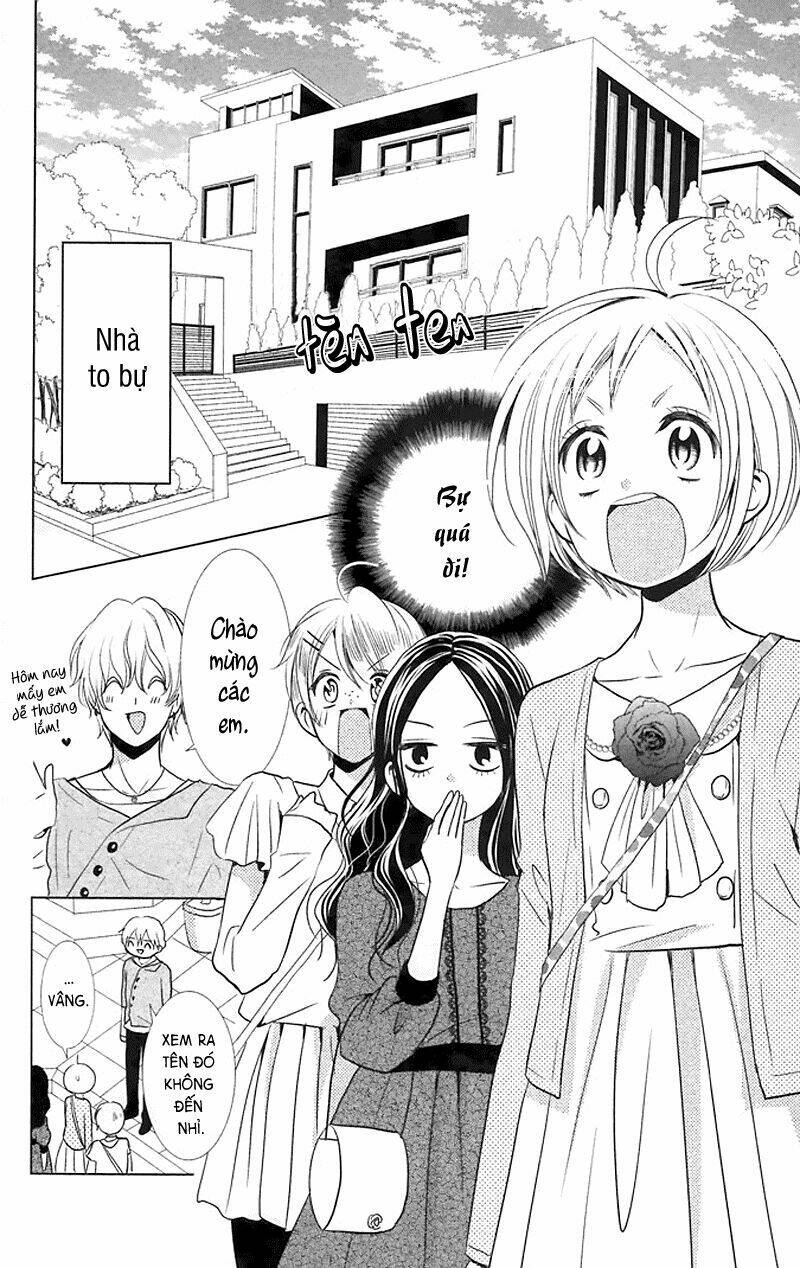 Nhà
to bự
tēn ten
Bự
quá
đi!
Chào
mừng
các
em.
Hôm nay
mấy em
dễ thương
lắm!
...
VÂNG.
XEM RA
TÊN ĐÓ
KHÔNG
ĐẾN
NHỈ.